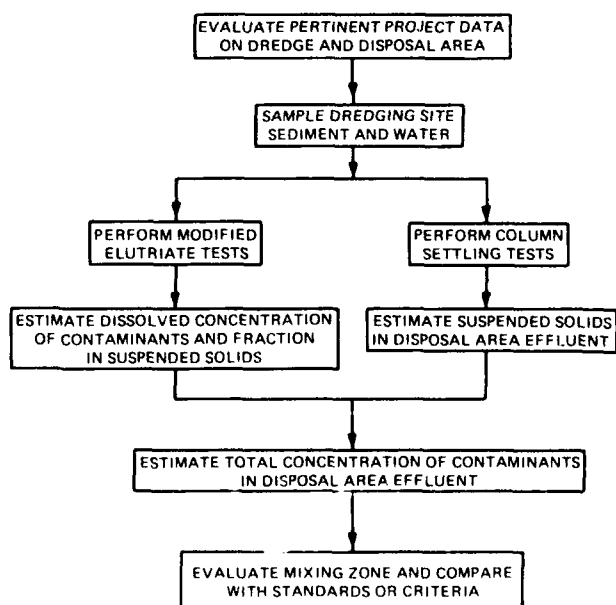 EVALUATE PERTINENT PROJECT DATA
ON DREDGE AND DISPOSAL AREA
SAMPLE DREDGING SITE
SEDIMENT AND WATER
PERFORM MODIFIED
ELUTRIATE TESTS
PERFORM COLUMN
SETTLING TESTS
ESTIMATE DISSOLVED CONCENTRATION
OF CONTAMINANTS AND FRACTION
IN SUSPENDED SOLIDS
ESTIMATE SUSPENDED SOLIDS
IN DISPOSAL AREA EFFLUENT
ESTIMATE TOTAL CONCENTRATION OF CONTAMINANTS
IN DISPOSAL AREA EFFLUENT
EVALUATE MIXING ZONE AND COMPARE
WITH STANDARDS OR CRITERIA